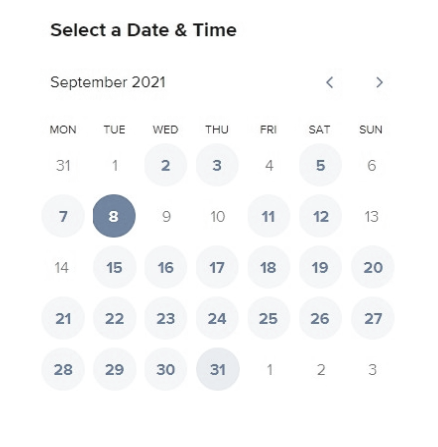 Select a Date & Time
September 2021
MON TUE WED THU FRI SAT SUN
31 1 2 3 4 5 6
7 8 9 10 11 12 13
14 15 16 17 18 19 20
21 22 23 24 25 26 27
28 29 30 31 1 2 3